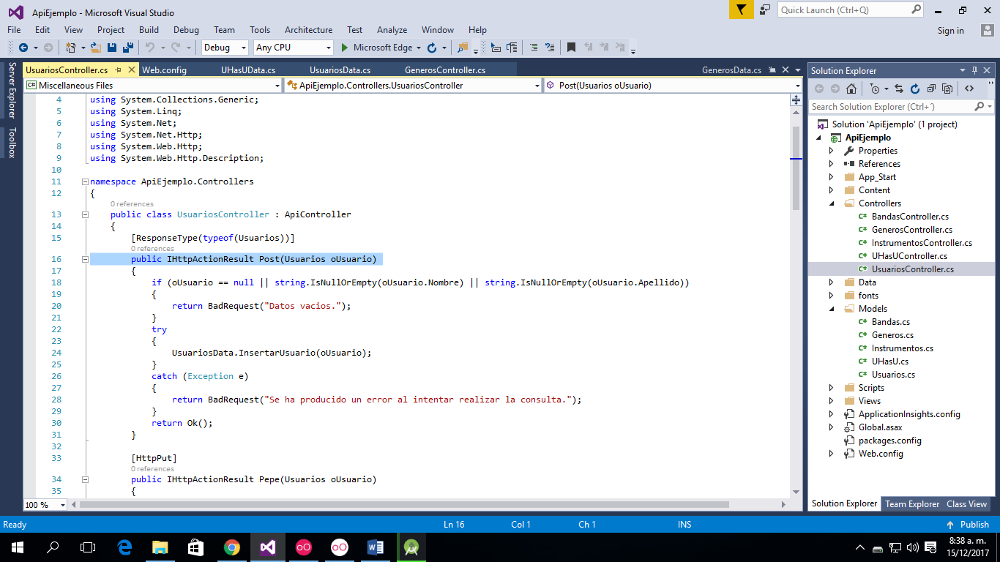 ApiEjemplo - Microsoft Visual Studio
Quick Launch (Ctrl+Q)
File Edit View Project Build Debug Team Tools Architecture Test Analyze Window Help
Sign in
Debug Any CPU Microsoft Edge
Server Explorer
Toolbox
UsuariosController.cs Web.config UHasUData.cs UsuariosData.cs GenerosController.cs GenerosData.cs
Miscellaneous Files ApiEjemplo.Controllers.UsuariosController Post(Usuarios oUsuario)
4 using System.Collections.Generic;
5 using System.Linq;
6 using System.Net;
7 using System.Net.Http;
8 using System.Web.Http;
9 using System.Web.Http.Description;
10
11 namespace ApiEjemplo.Controllers
12 {
0 references
13 public class UsuariosController : ApiController
14 {
15 [ResponseType(typeof(Usuarios))]
0 references
16 public IHttpActionResult Post(Usuarios oUsuario)
17 {
18 if (oUsuario == null || string.IsNullOrEmpty(oUsuario.Nombre) || string.IsNullOrEmpty(oUsuario.Apellido))
19 {
20 return BadRequest("Datos vacios.");
21 }
22 try
23 {
24 UsuariosData.InsertarUsuario(oUsuario);
25 }
26 catch (Exception e)
27 {
28 return BadRequest("Se ha producido un error al intentar realizar la consulta.");
29 }
30 return Ok();
31 }
32
33 [HttpPut]
0 references
34 public IHttpActionResult Pepe(Usuarios oUsuario)
35 {
100 %
Solution Explorer
Search Solution Explorer (Ctrl+´)
Solution 'ApiEjemplo' (1 project)
ApiEjemplo
Properties
References
App_Start
Content
Controllers
C# BandasController.cs
C# GenerosController.cs
C# InstrumentosController.cs
C# UHasUController.cs
C# UsuariosController.cs
Data
fonts
Models
C# Bandas.cs
C# Generos.cs
C# Instrumentos.cs
C# UHasU.cs
C# Usuarios.cs
Scripts
Views
ApplicationInsights.config
Global.asax
packages.config
Web.config
Solution Explorer Team Explorer Class View
Ready Ln 16 Col 1 Ch 1 INS Publish
8:38 a. m.
15/12/2017